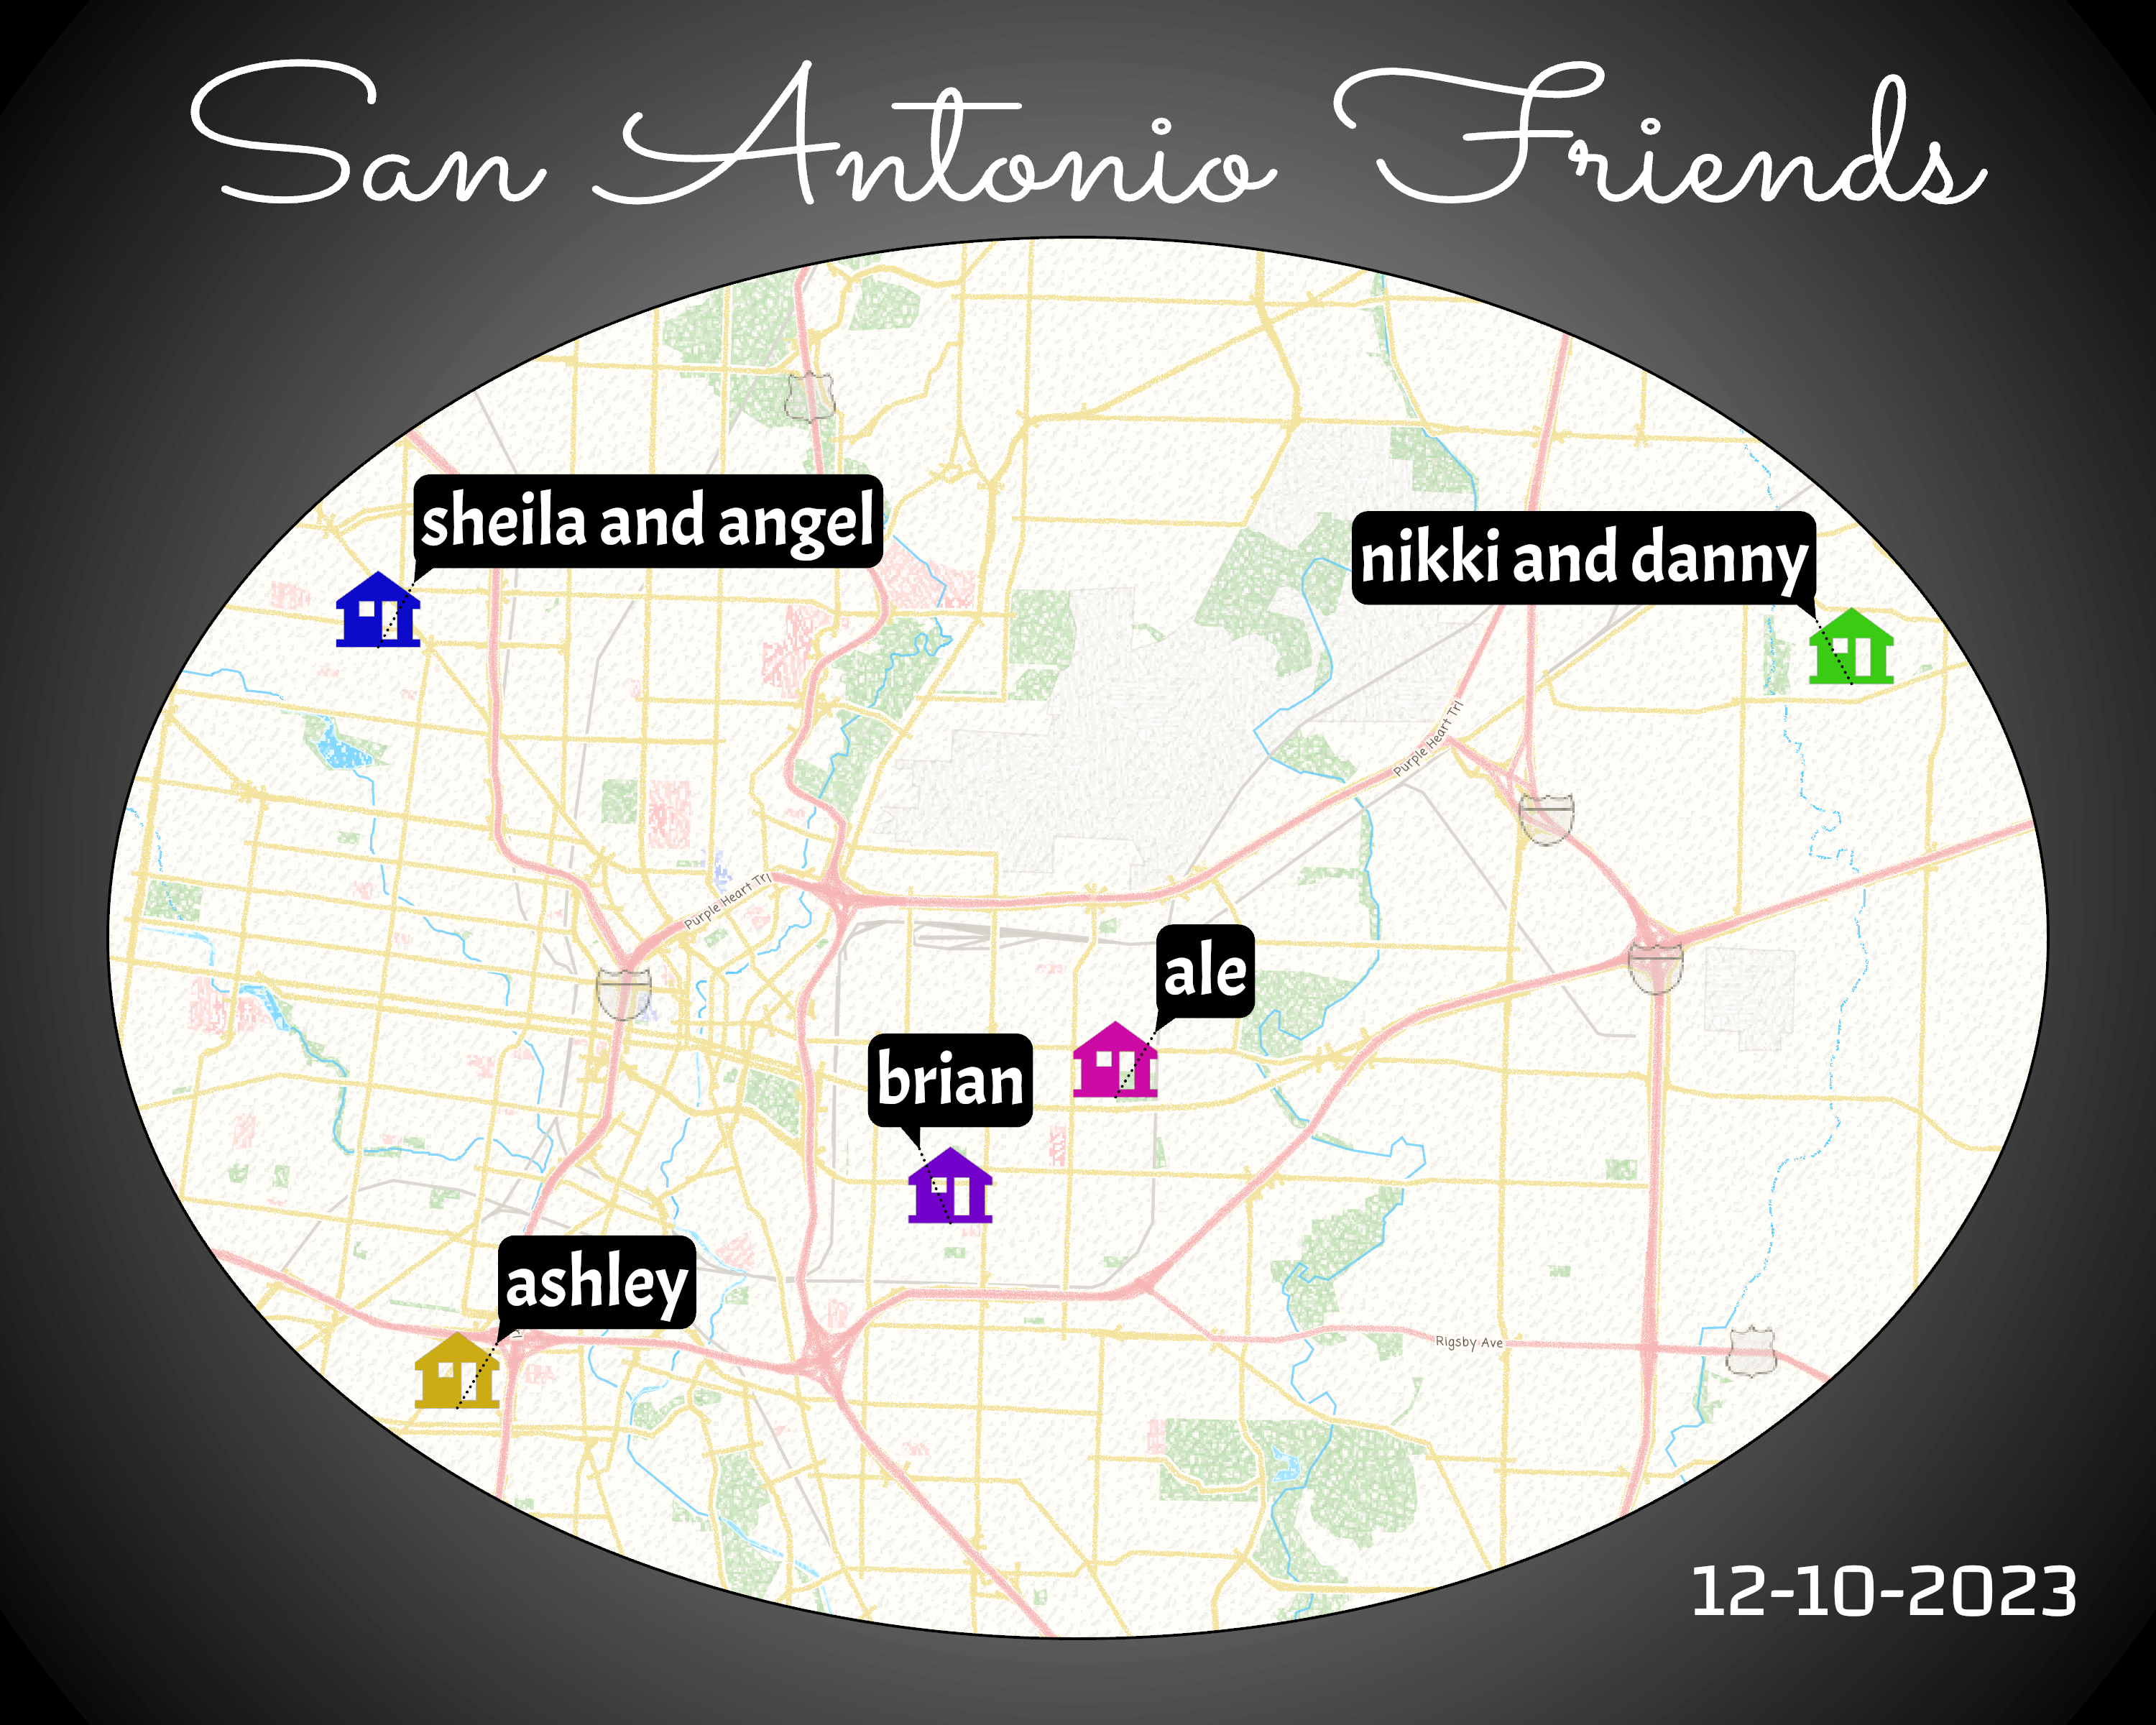 San Antonio Friends
sheila and angel
nikki and danny
Purple Heart Trl
Purple Heart Trl
ale
brian
ashley
Rigsby Ave
12-10-2023